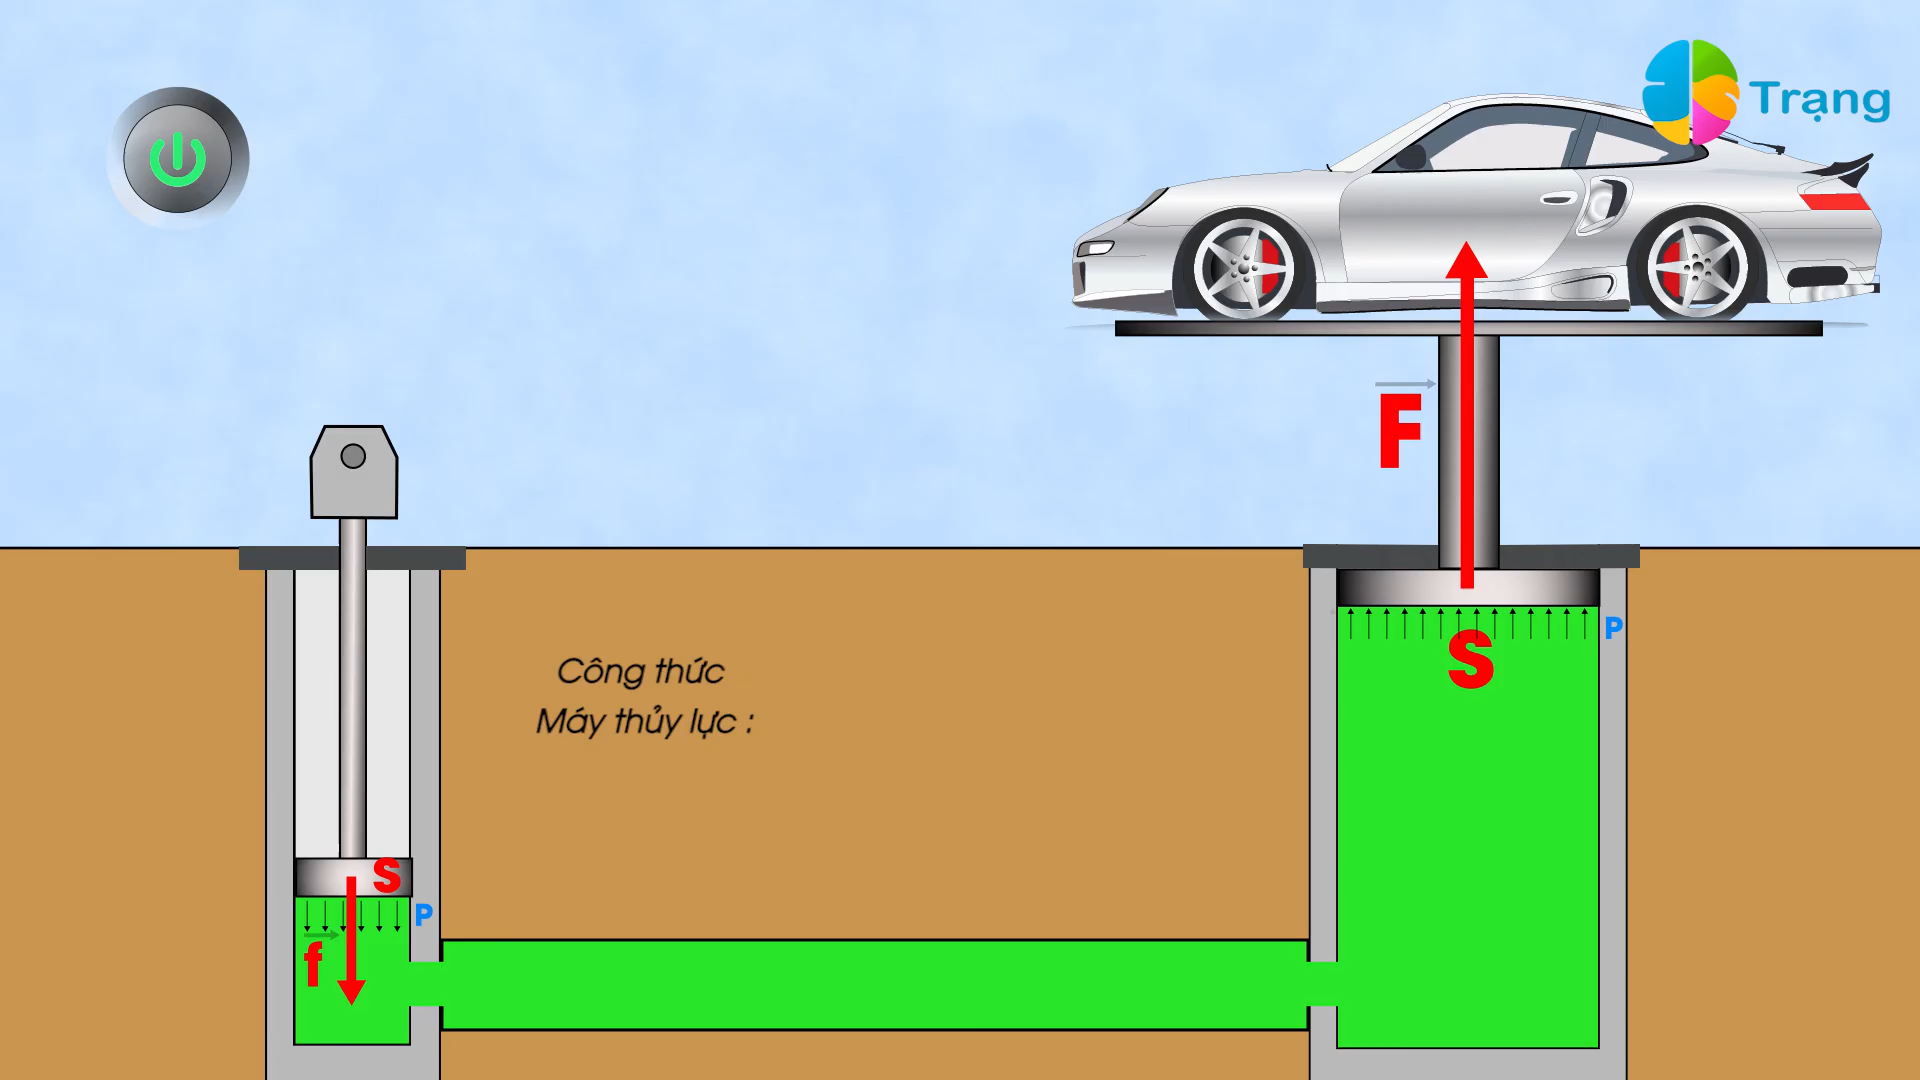 Trạng
F
Công thức
Máy thủy lực :
P
S
S
P
f